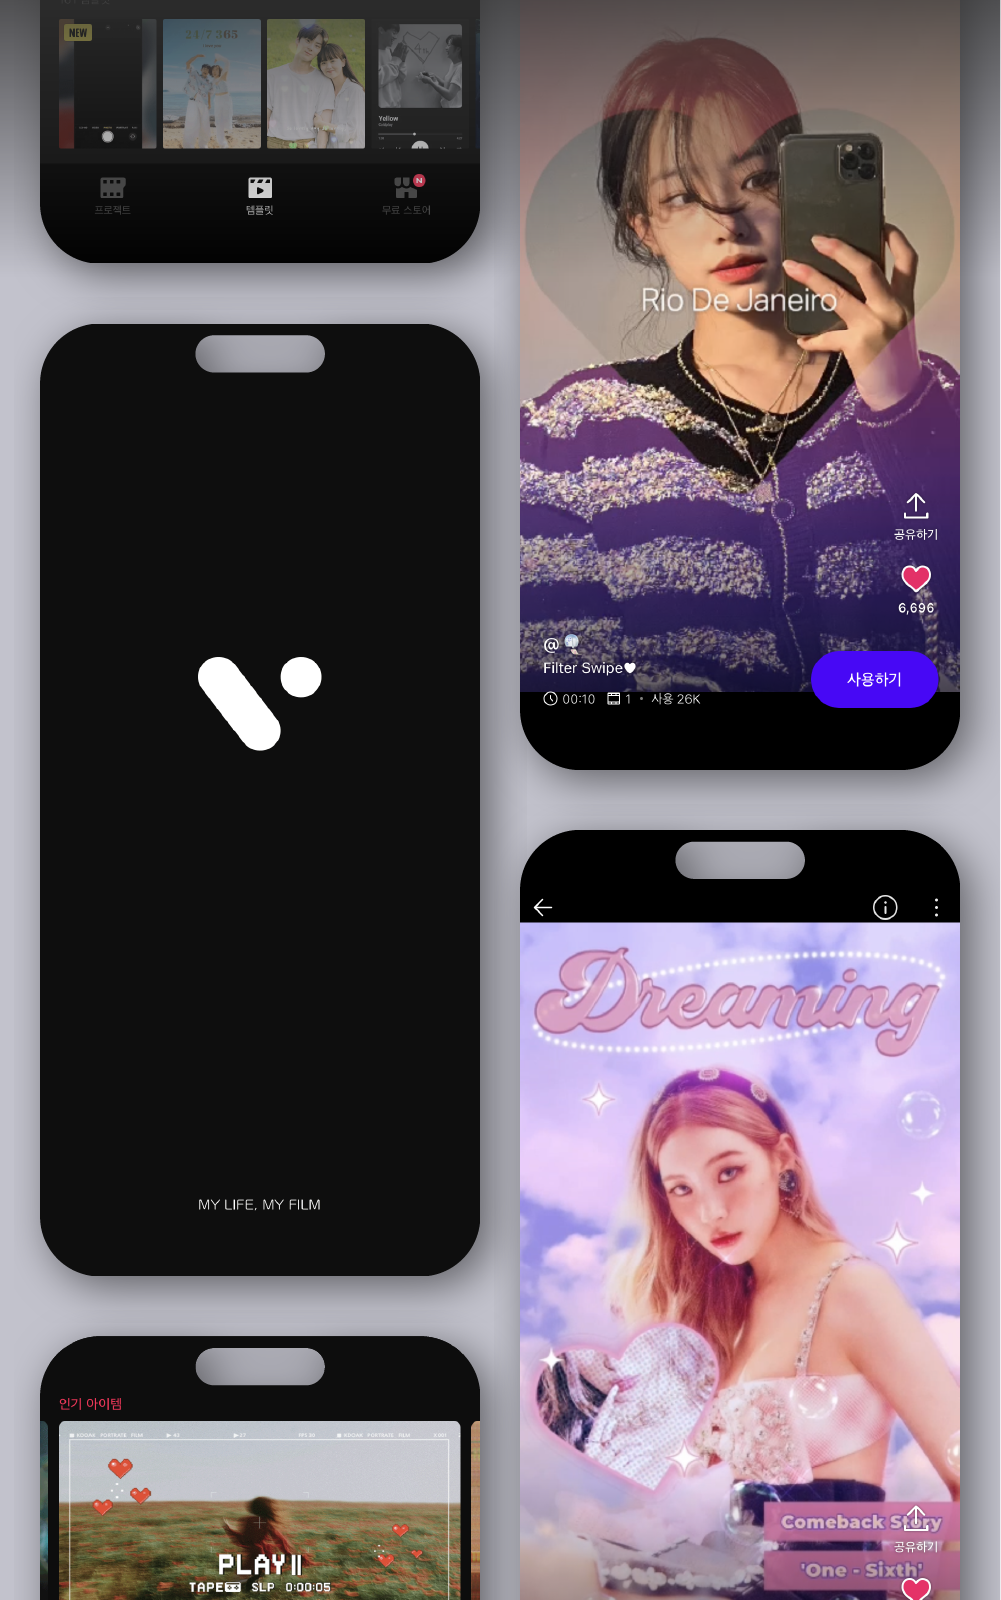 NEW
24/7 365
Yellow
프로젝트
템플릿
N
무료 스토어
Rio De Janeiro
공유하기
6,696
@
Filter Swipe
00:10
1
사용 26K
사용하기
MY LIFE, MY FILM
Dreaming
Comeback Story
공유하기
'One - Sixth'
인기 아이템
PLAY
TAPE SLP 0:00:05